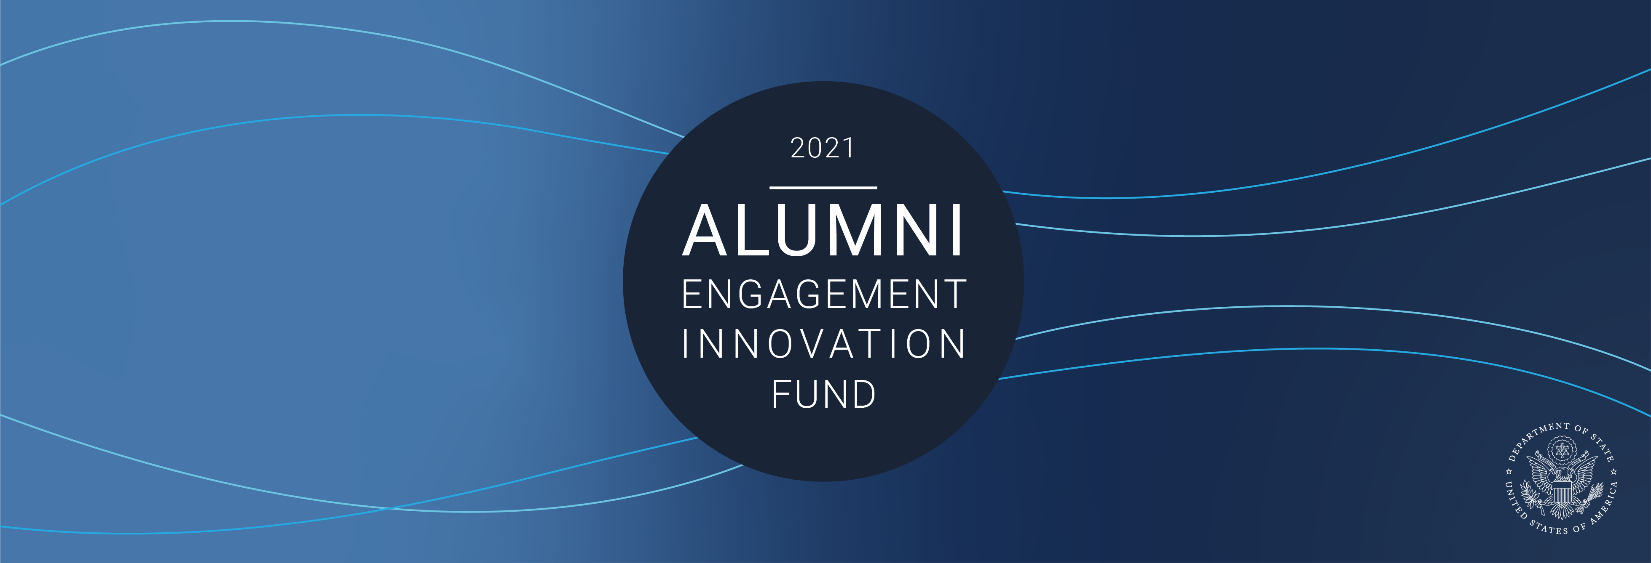 2021
ALUMNI
ENGAGEMENT
INNOVATION
FUND
DEPARTMENT OF STATE
UNITED STATES OF AMERICA